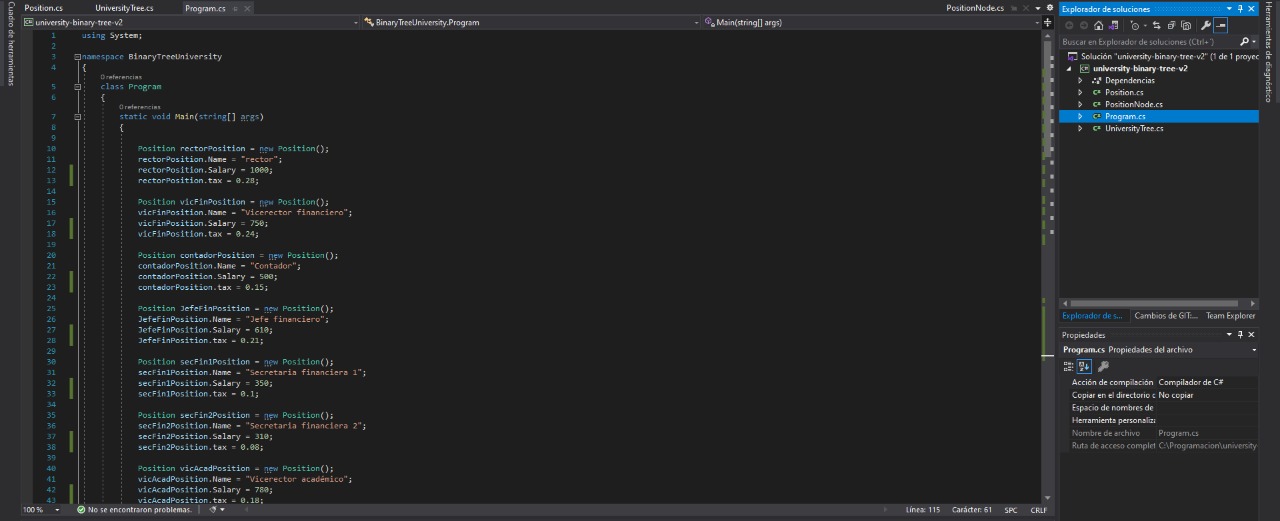 Position.cs UniversityTree.cs Program.cs PositionNode.cs
university-binary-tree-v2 BinaryTreeUniversity.Program Main(string[] args)
Cuadro de herramientas
1 using System;
2
3 namespace BinaryTreeUniversity
4 {
0 referencias
5 class Program
6 {
0 referencias
7 static void Main(string[] args)
8 {
9
10 Position rectorPosition = new Position();
11 rectorPosition.Name = "rector";
12 rectorPosition.Salary = 1000;
13 rectorPosition.tax = 0.28;
14
15 Position vicFinPosition = new Position();
16 vicFinPosition.Name = "Vicerector financiero";
17 vicFinPosition.Salary = 750;
18 vicFinPosition.tax = 0.24;
19
20 Position contadorPosition = new Position();
21 contadorPosition.Name = "Contador";
22 contadorPosition.Salary = 500;
23 contadorPosition.tax = 0.15;
24
25 Position JefeFinPosition = new Position();
26 JefeFinPosition.Name = "Jefe financiero";
27 JefeFinPosition.Salary = 610;
28 JefeFinPosition.tax = 0.21;
29
30 Position secFin1Position = new Position();
31 secFin1Position.Name = "Secretaria financiera 1";
32 secFin1Position.Salary = 350;
33 secFin1Position.tax = 0.1;
34
35 Position secFin2Position = new Position();
36 secFin2Position.Name = "Secretaria financiera 2";
37 secFin2Position.Salary = 310;
38 secFin2Position.tax = 0.08;
39
40 Position vicAcadPosition = new Position();
41 vicAcadPosition.Name = "Vicerector académico";
42 vicAcadPosition.Salary = 780;
43 vicAcadPosition.tax = 0.18;
100 % No se encontraron problemas. Línea: 115 Carácter: 61 SPC CRLF
Explorador de soluciones
Buscar en Explorador de soluciones (Ctrl+´)
Solución "university-binary-tree-v2" (1 de 1 proyec
university-binary-tree-v2
Dependencias
Position.cs
PositionNode.cs
Program.cs
UniversityTree.cs
Explorador de s... Cambios de GIT:... Team Explorer
Propiedades
Program.cs Propiedades del archivo
Acción de compilación Compilador de C#
Copiar en el directorio c No copiar
Espacio de nombres de
Herramienta personaliza
Nombre de archivo Program.cs
Ruta de acceso complet C:\Programacion\university
Herramientas de diagnóstico